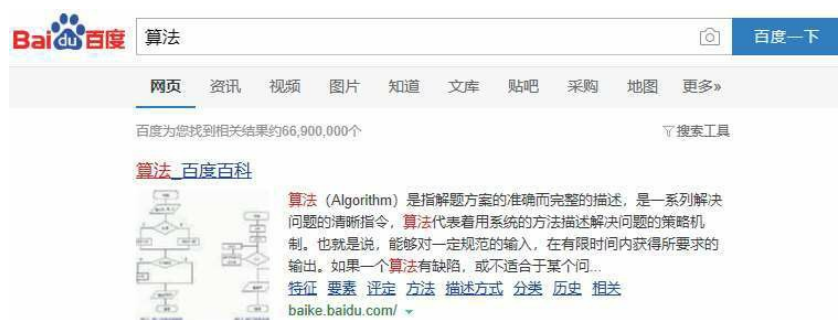 Bai du 百度 算法 百度一下
网页 资讯 视频 图片 知道 文库 贴吧 采购 地图 更多»
百度为您找到相关结果约66,900,000个 搜索工具
算法_百度百科
算法（Algorithm）是指解题方案的准确而完整的描述，是一系列解决
问题的清晰指令，算法代表着用系统的方法描述解决问题的策略机
制。也就是说，能够对一定规范的输入，在有限时间内获得所要求的
输出。如果一个算法有缺陷，或不适合于某个问...
特征 要素 评定 方法 描述方式 分类 历史 相关
baike.baidu.com/